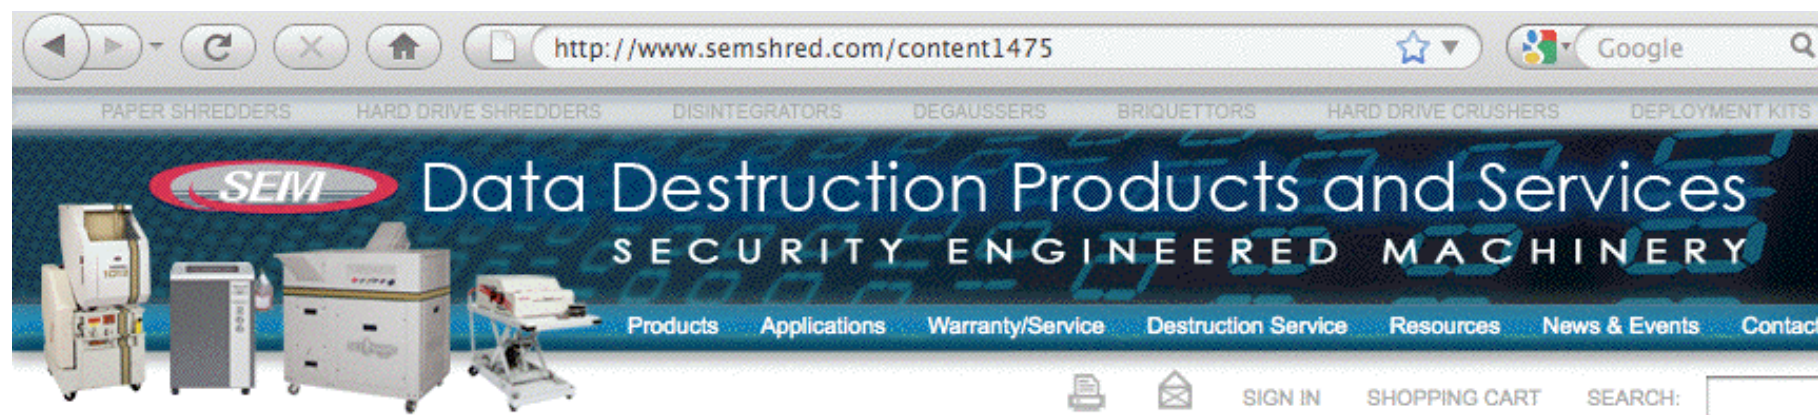 http://www.semshred.com/content1475 Google
PAPER SHREDDERS HARD DRIVE SHREDDERS DISINTEGRATORS DEGAUSSERS BRIQUETTORS HARD DRIVE CRUSHERS DEPLOYMENT KITS
SEM Data Destruction Products and Services
SECURITY ENGINEERED MACHINERY
Products Applications Warranty/Service Destruction Service Resources News & Events Contact
SIGN IN SHOPPING CART SEARCH: